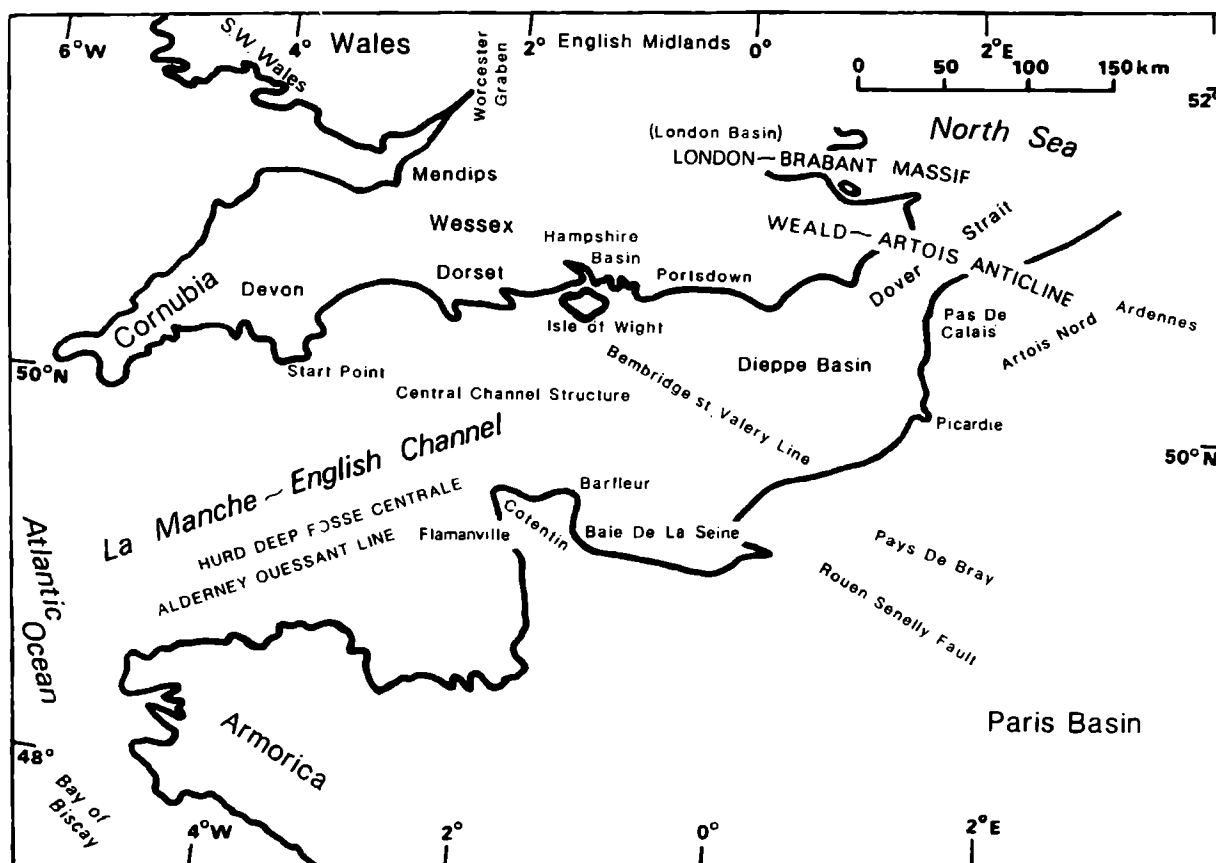 6°W
4°
Wales
2°
English Midlands
0°
2°E
S.W. Wales
0 50 100 150 km
52°
Worcester
Graben
(London Basin)
North Sea
LONDON~BRABANT MASSIF
Mendips
Wessex
Hampshire
Basin
WEALD~ARTOIS ANTICLINE
Dover Strait
Cornubia
Devon
Dorset
Portsdown
Isle of Wight
Pas De
Calais
Artois Nord
Ardennes
50°N
Start Point
Dieppe Basin
Central Channel Structure
Bembridge st. Valery Line
Picardie
50°N
La Manche ~ English Channel
Barfleur
HURD DEEP FOSSE CENTRALE
Flamanville
Cotentin
Baie De La Seine
ALDERNEY OUESSANT LINE
Pays De Bray
Rouen Senelly Fault
Atlantic
Ocean
Armorica
Paris Basin
48°
Bay of
Biscay
4°W
2°
0°
2°E